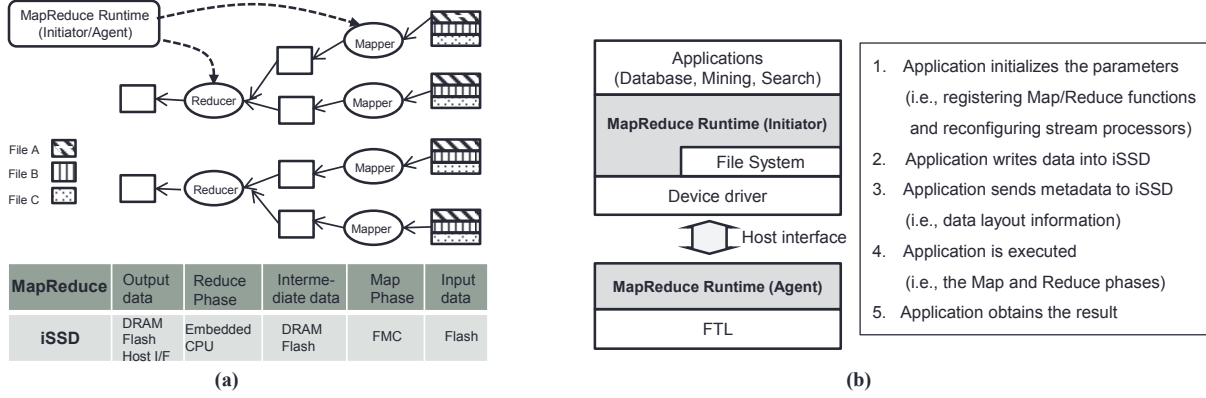 MapReduce Runtime
(Initiator/Agent)
Mapper
Reducer
Mapper
File A
File B
File C
Mapper
Reducer
Mapper
MapReduce
Output
data
Reduce
Phase
Interme-
diate data
Map
Phase
Input
data
iSSD
DRAM
Flash
Host I/F
Embedded
CPU
DRAM
Flash
FMC
Flash
(a)
Applications
(Database, Mining, Search)
MapReduce Runtime (Initiator)
File System
Device driver
Host interface
MapReduce Runtime (Agent)
FTL
1. Application initializes the parameters
(i.e., registering Map/Reduce functions
and reconfiguring stream processors)
2. Application writes data into iSSD
3. Application sends metadata to iSSD
(i.e., data layout information)
4. Application is executed
(i.e., the Map and Reduce phases)
5. Application obtains the result
(b)